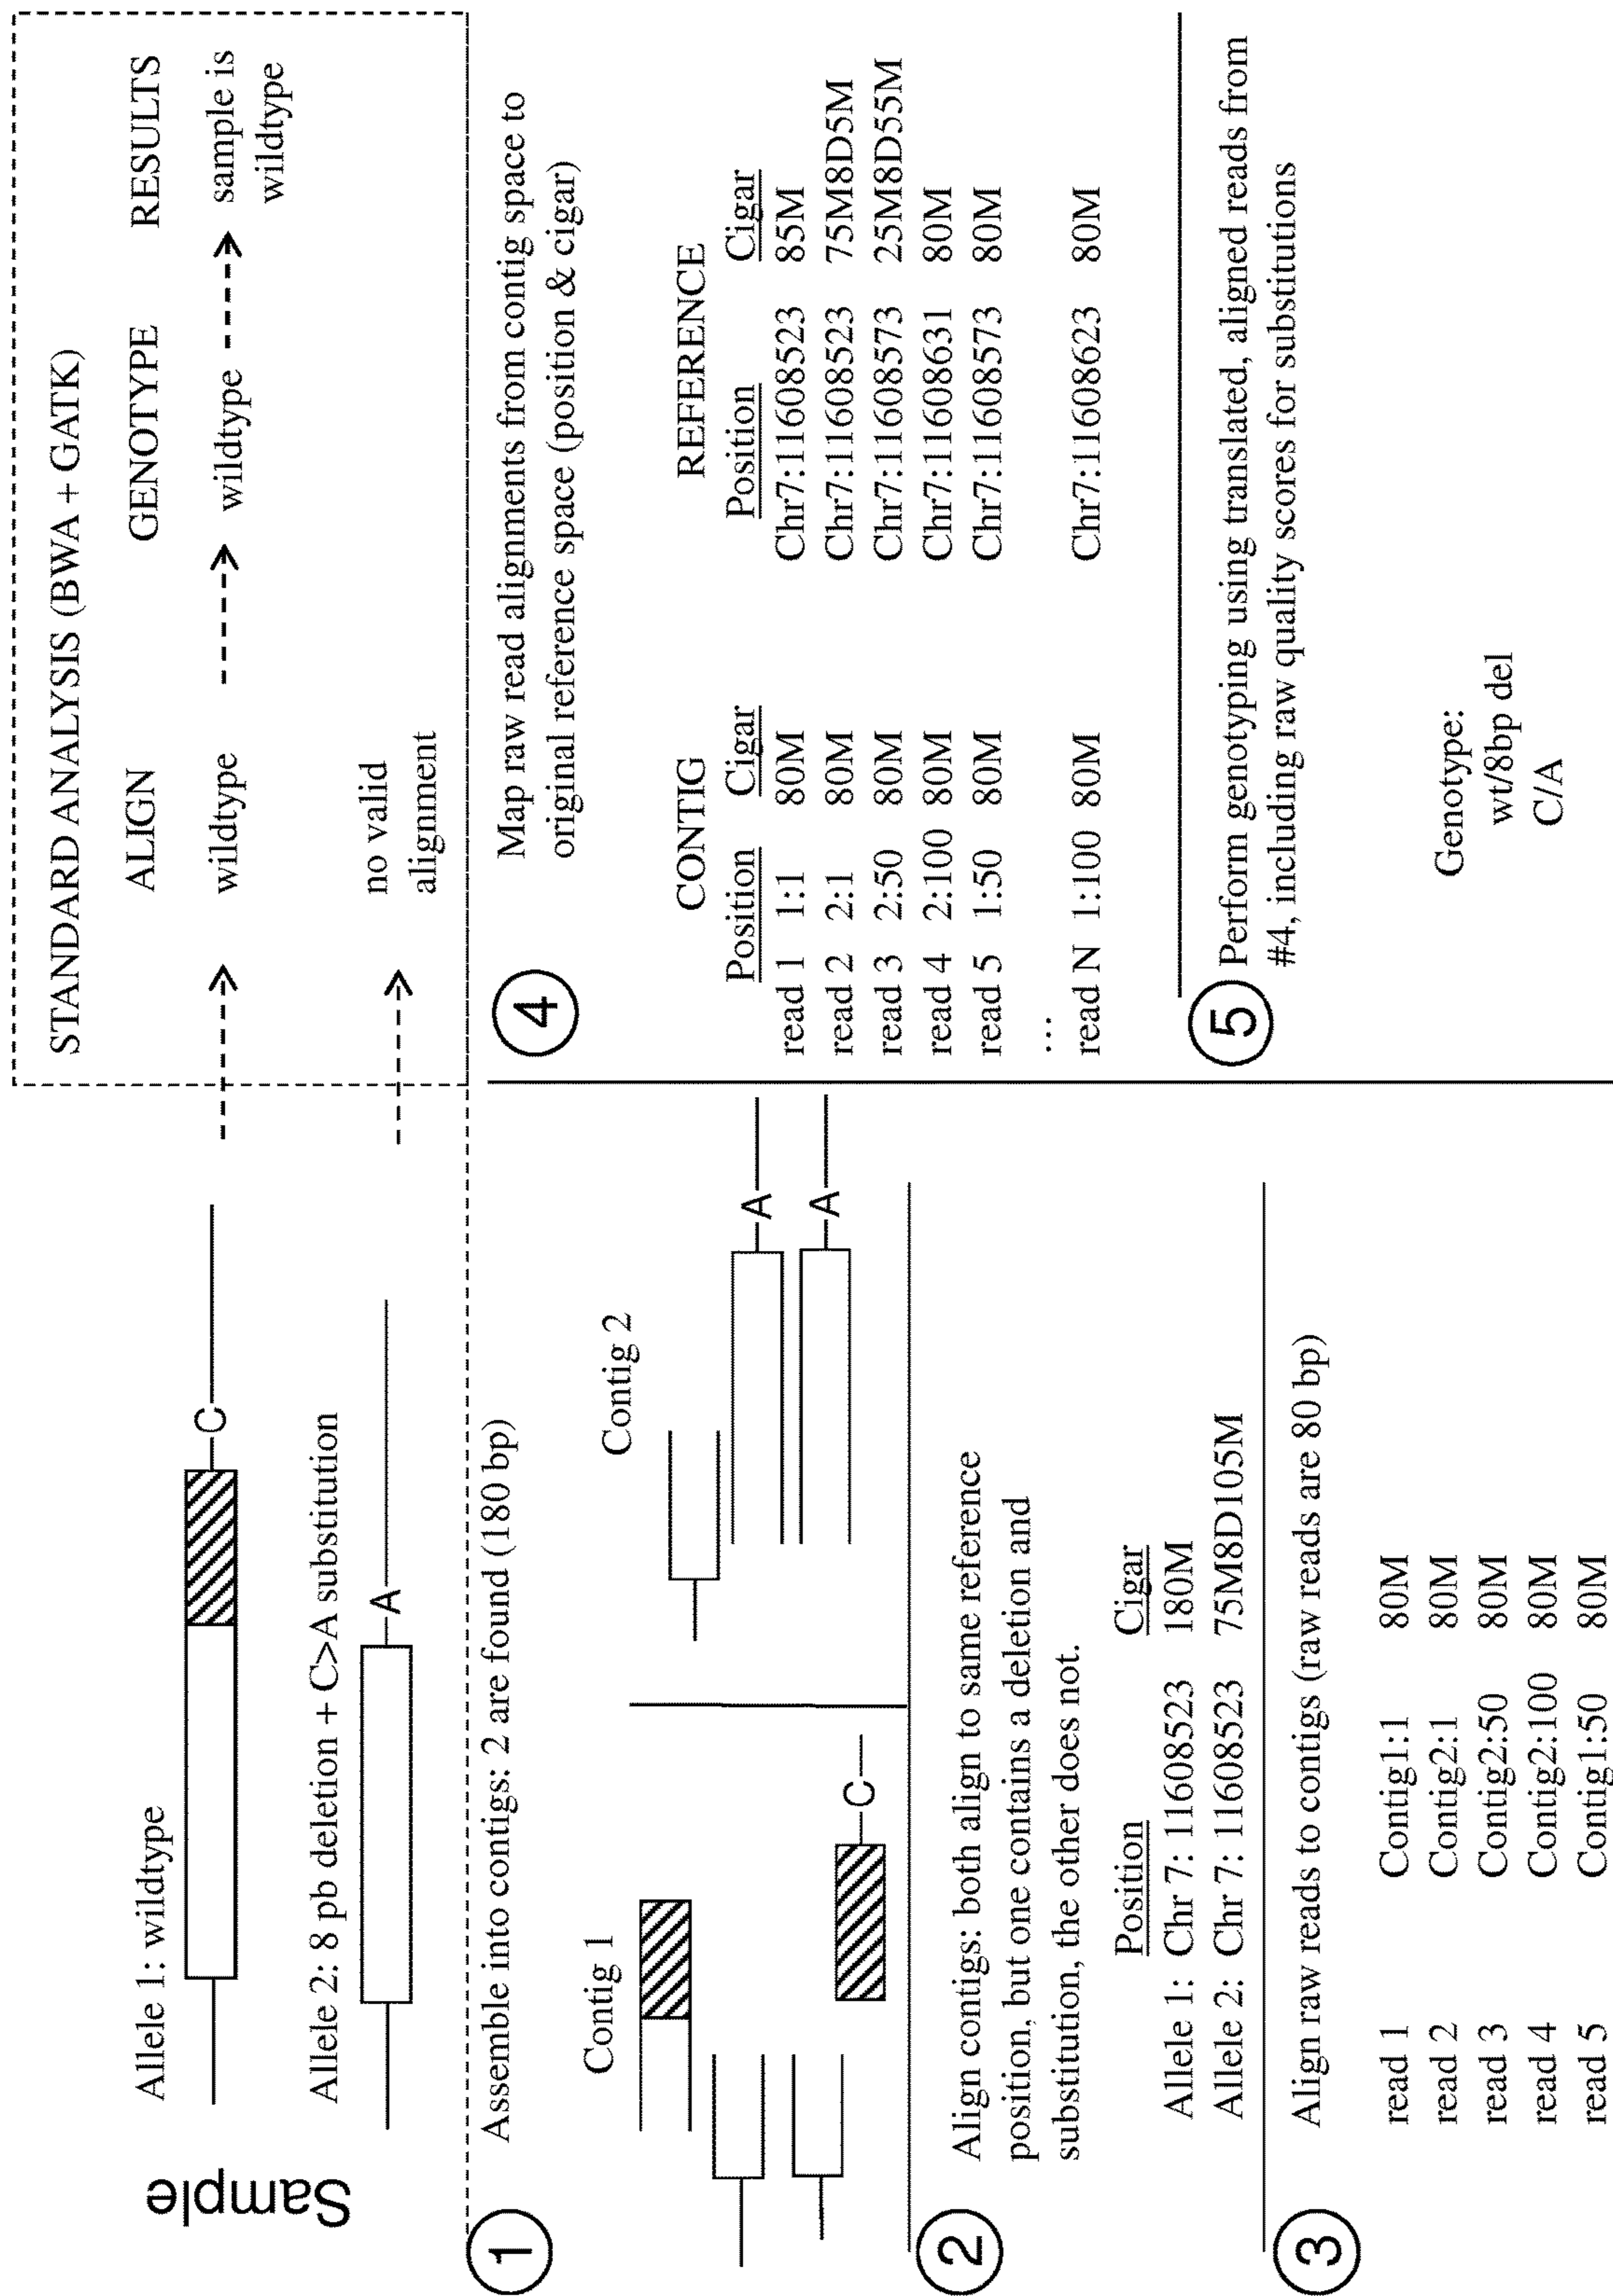 Sample
Allele 1: wildtype
C
Allele 2: 8 pb deletion + C>A substitution
A
STANDARD ANALYSIS (BWA + GATK)
ALIGN GENOTYPE RESULTS
wildtype wildtype sample is
wildtype
no valid
alignment
1 Assemble into contigs: 2 are found (180 bp)
Contig 1
C
Contig 2
A
A
2 Align contigs: both align to same reference
position, but one contains a deletion and
substitution, the other does not.
Position Cigar
Allele 1: Chr 7: 11608523 180M
Allele 2: Chr 7: 11608523 75M8D105M
3 Align raw reads to contigs (raw reads are 80 bp)
read 1 Contig1:1 80M
read 2 Contig2:1 80M
read 3 Contig2:50 80M
read 4 Contig2:100 80M
read 5 Contig1:50 80M
4 Map raw read alignments from contig space to
original reference space (position & cigar)
CONTIG REFERENCE
Position Cigar Position Cigar
read 1 1:1 80M Chr7:11608523 85M
read 2 2:1 80M Chr7:11608523 75M8D5M
read 3 2:50 80M Chr7:11608573 25M8D55M
read 4 2:100 80M Chr7:11608631 80M
read 5 1:50 80M Chr7:11608573 80M
...
read N 1:100 80M Chr7:11608623 80M
5 Perform genotyping using translated, aligned reads from
#4, including raw quality scores for substitutions
Genotype:
wt/8bp del
C/A